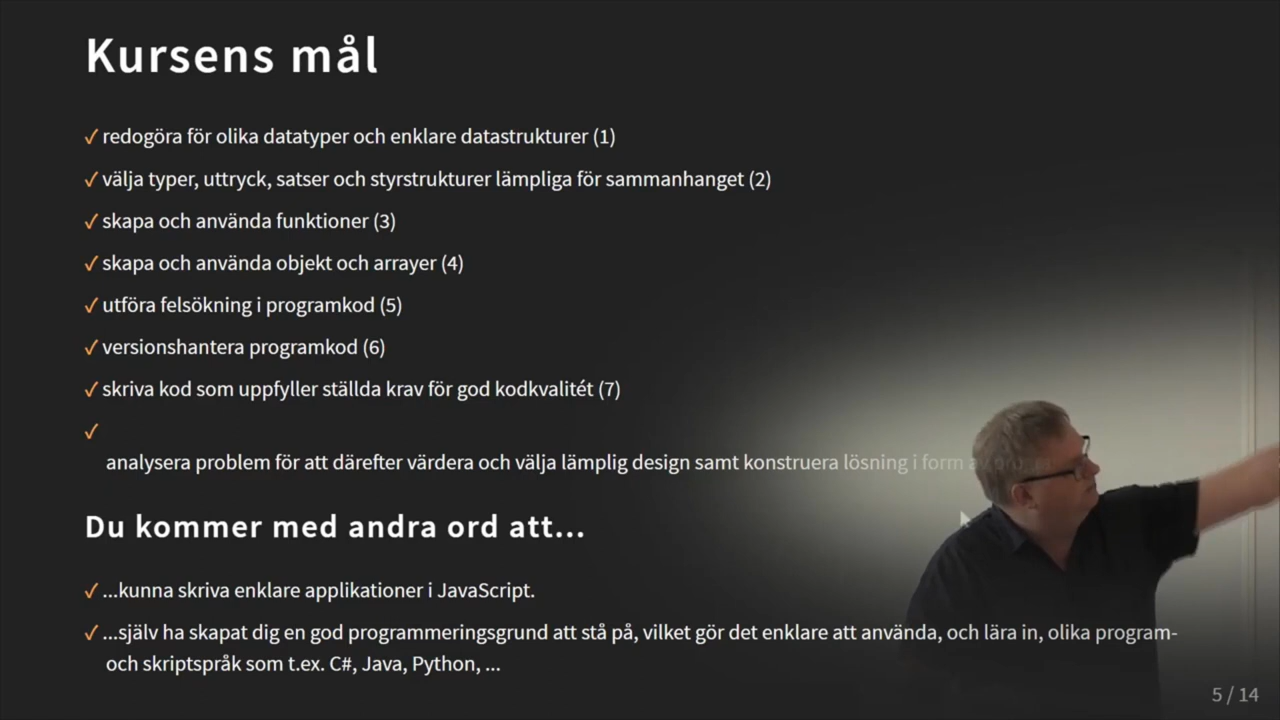 Kursens mål
✓ redogöra för olika datatyper och enklare datastrukturer (1)
✓ välja typer, uttryck, satser och styrstrukturer lämpliga för sammanhanget (2)
✓ skapa och använda funktioner (3)
✓ skapa och använda objekt och arrayer (4)
✓ utföra felsökning i programkod (5)
✓ versionshantera programkod (6)
✓ skriva kod som uppfyller ställda krav för god kodkvalitét (7)
✓
analysera problem för att därefter värdera och välja lämplig design samt konstruera lösning i form av
Du kommer med andra ord att...
✓ ...kunna skriva enklare applikationer i JavaScript.
✓ ...själv ha skapat dig en god programmeringsgrund att stå på, vilket gör det enklare att använda, och lära in, olika program-
och skriptspråk som t.ex. C#, Java, Python, ...
5 / 14